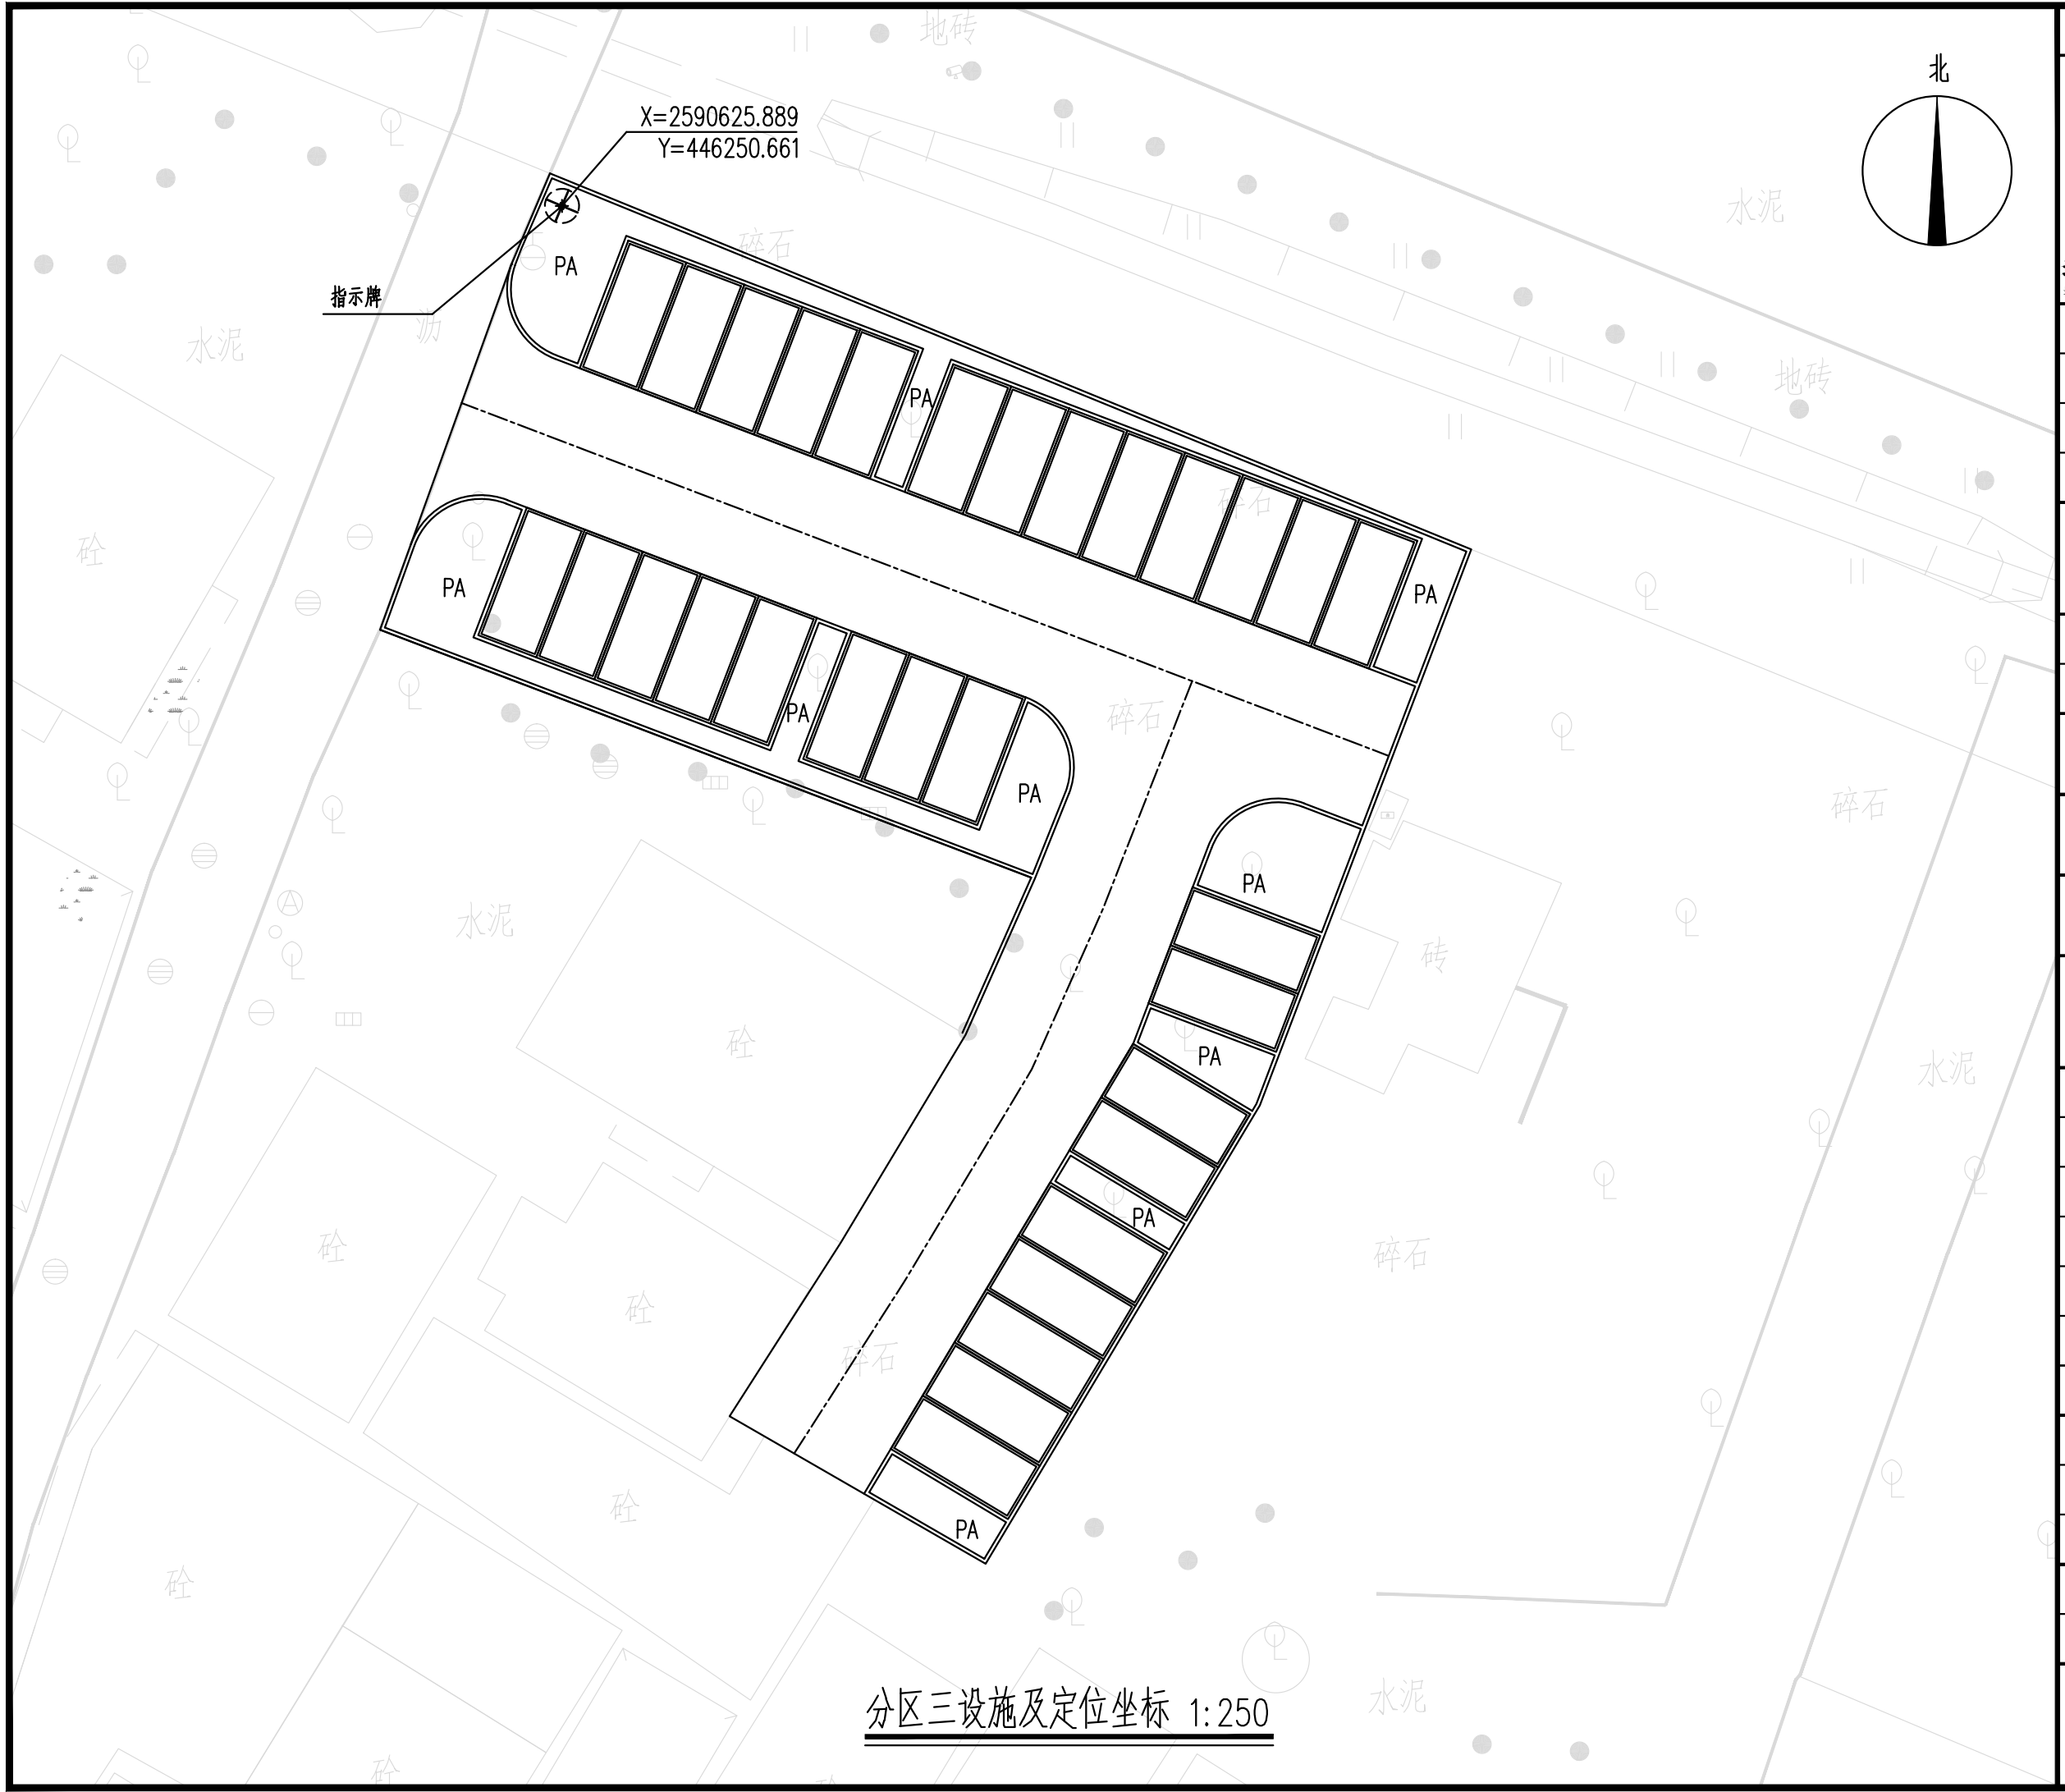 地砖
北
X=2590625.889
Y=446250.661
水泥
碎石
PA
指示牌
沥
水泥
地砖
PA
碎石
砼
PA
PA
碎石
PA
PA
碎石
PA
水泥
砖
砼
PA
水泥
A
PA
砼
碎石
砼
碎石
砼
PA
砼
水泥
分区三设施及定位坐标 1:250
砼